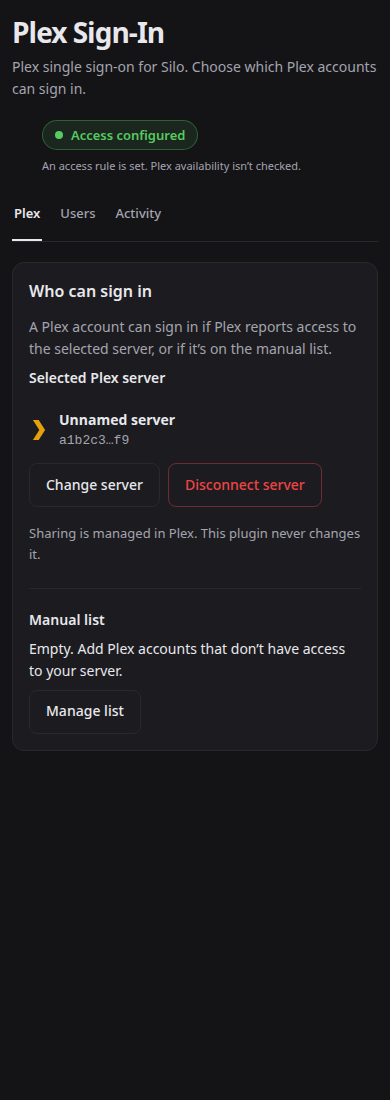 Plex Sign-In
Plex single sign-on for Silo. Choose which Plex accounts
can sign in.
Access configured
An access rule is set. Plex availability isn’t checked.
Plex Users Activity
Who can sign in
A Plex account can sign in if Plex reports access to
the selected server, or if it’s on the manual list.
Selected Plex server
Unnamed server
a1b2c3…f9
Change server Disconnect server
Sharing is managed in Plex. This plugin never changes
it.
Manual list
Empty. Add Plex accounts that don’t have access
to your server.
Manage list